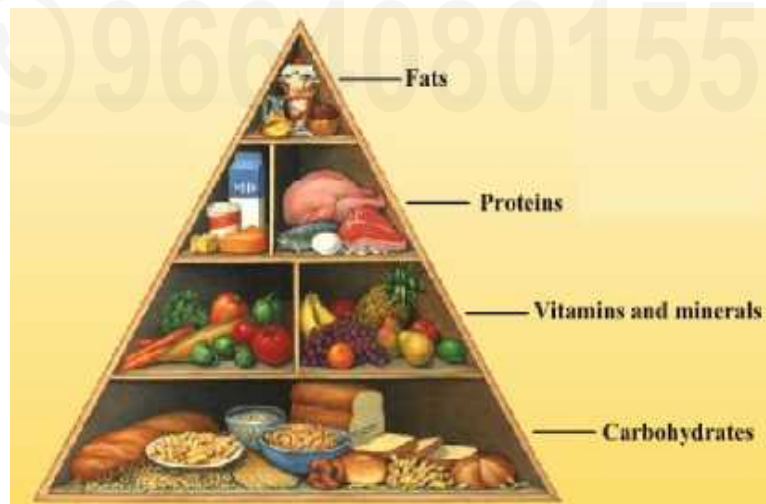 9664080155
Fats
Proteins
Vitamins and minerals
Carbohydrates